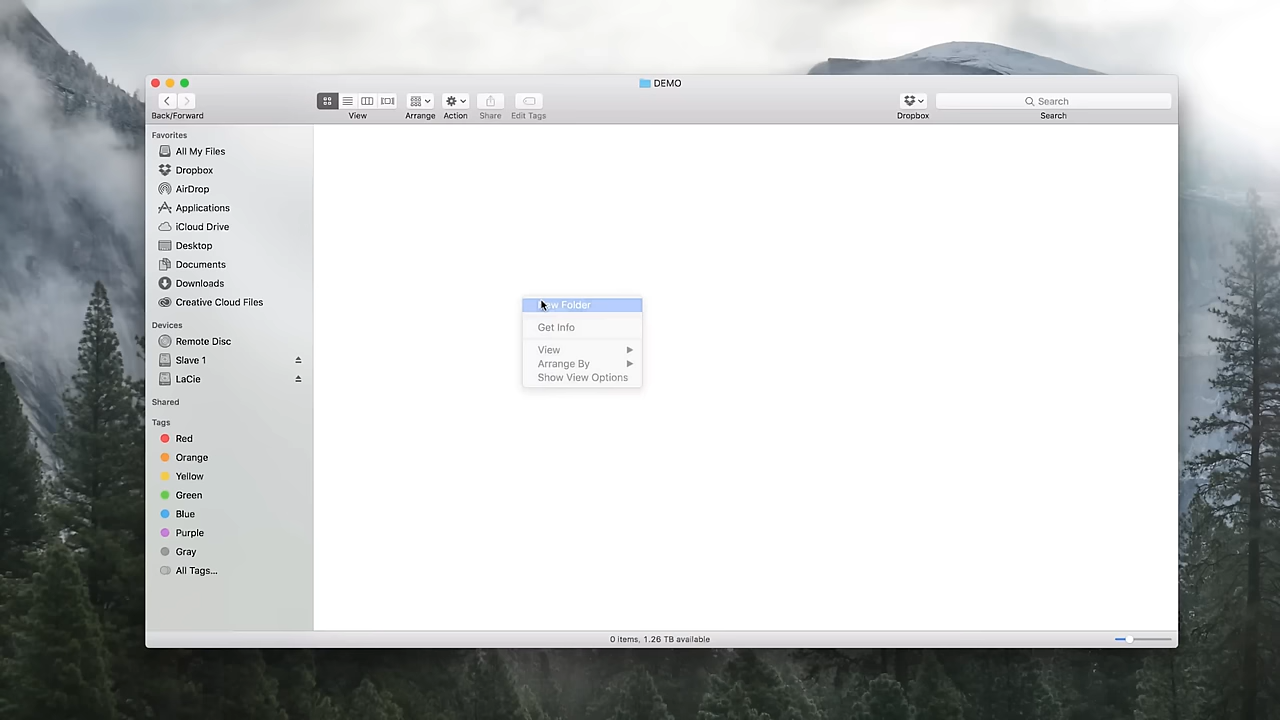 DEMO
Back/Forward
View
Arrange
Action
Share
Edit Tags
Dropbox
Search
Search
Favorites
All My Files
Dropbox
AirDrop
Applications
iCloud Drive
Desktop
Documents
Downloads
Creative Cloud Files
Devices
Remote Disc
Slave 1
LaCie
Shared
Tags
Red
Orange
Yellow
Green
Blue
Purple
Gray
All Tags...
New Folder
Get Info
View
Arrange By
Show View Options
0 items, 1.26 TB available